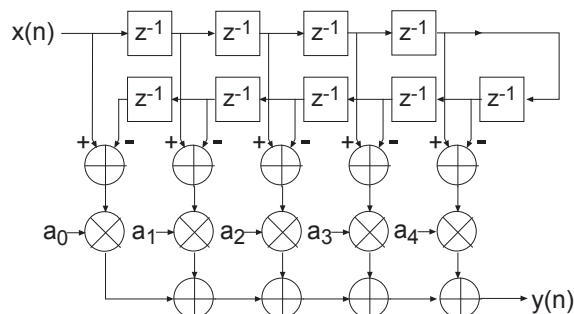 x(n) z-1 z-1 z-1 z-1
z-1 z-1 z-1 z-1 z-1
+ - + - + - + - + -
a0 a1 a2 a3 a4
y(n)